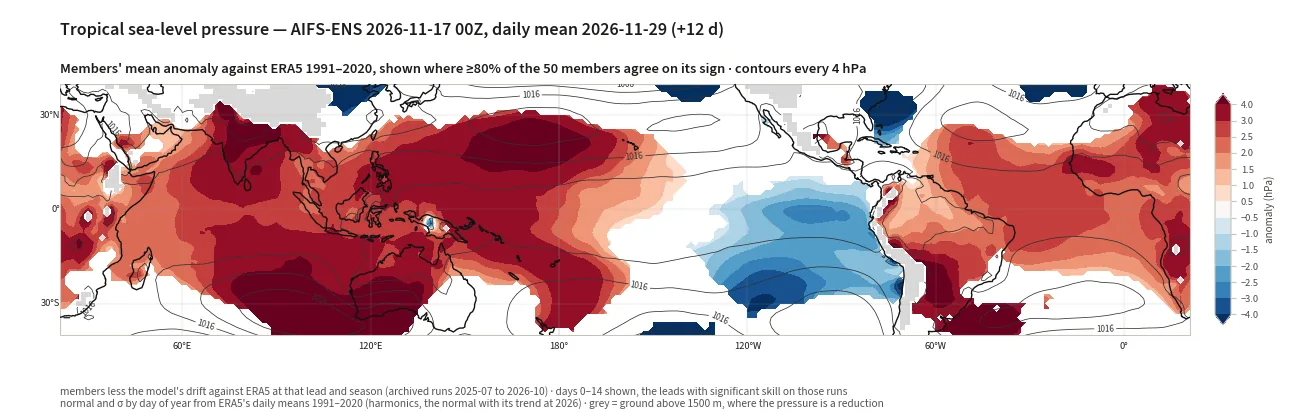 Tropical sea-level pressure — AIFS-ENS 2026-11-17 00Z, daily mean 2026-11-29 (+12 d)
Members' mean anomaly against ERA5 1991–2020, shown where ≥80% of the 50 members agree on its sign · contours every 4 hPa
30°N
0°
30°S
60°E
120°E
180°
120°W
60°W
0°
1016
1016
1016
1016
1016
1016
1016
1016
1016
1016
4.0
3.0
2.5
2.0
1.5
1.0
0.5
−0.5
−1.0
−1.5
−2.0
−2.5
−3.0
−4.0
anomaly (hPa)
members less the model's drift against ERA5 at that lead and season (archived runs 2025-07 to 2026-10) · days 0–14 shown, the leads with significant skill on those runs
normal and σ by day of year from ERA5's daily means 1991–2020 (harmonics, the normal with its trend at 2026) · grey = ground above 1500 m, where the pressure is a reduction